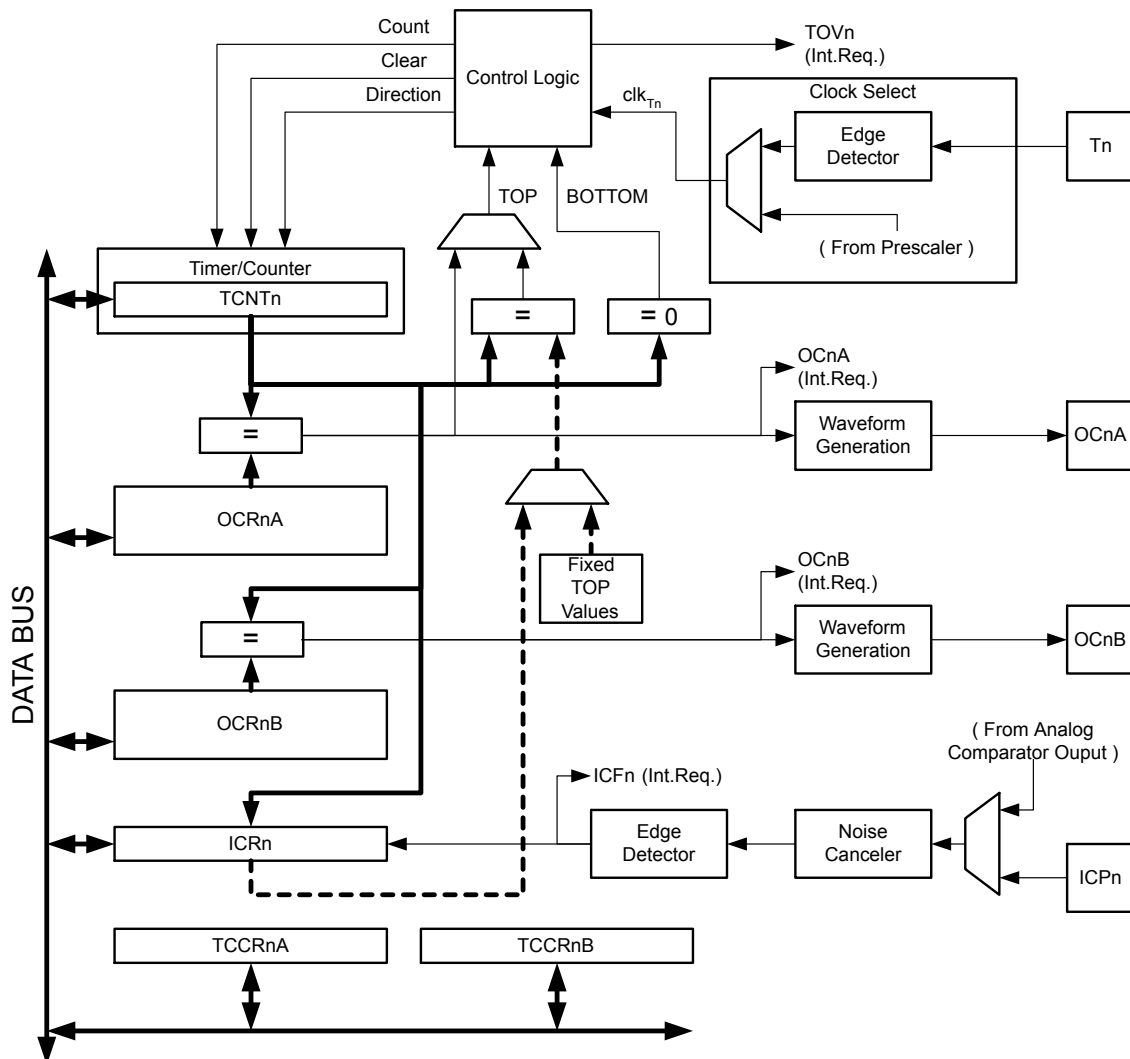 Count
TOVn
(Int.Req.)
Clear
Control Logic
Clock Select
Direction
clkTn
Edge
Detector
Tn
TOP
BOTTOM
( From Prescaler )
Timer/Counter
TCNTn
=
= 0
OCnA
(Int.Req.)
=
Waveform
Generation
OCnA
OCRnA
Fixed
TOP
Values
OCnB
(Int.Req.)
=
Waveform
Generation
OCnB
DATA BUS
OCRnB
( From Analog
Comparator Ouput )
ICFn (Int.Req.)
ICRn
Edge
Detector
Noise
Canceler
ICPn
TCCRnA
TCCRnB